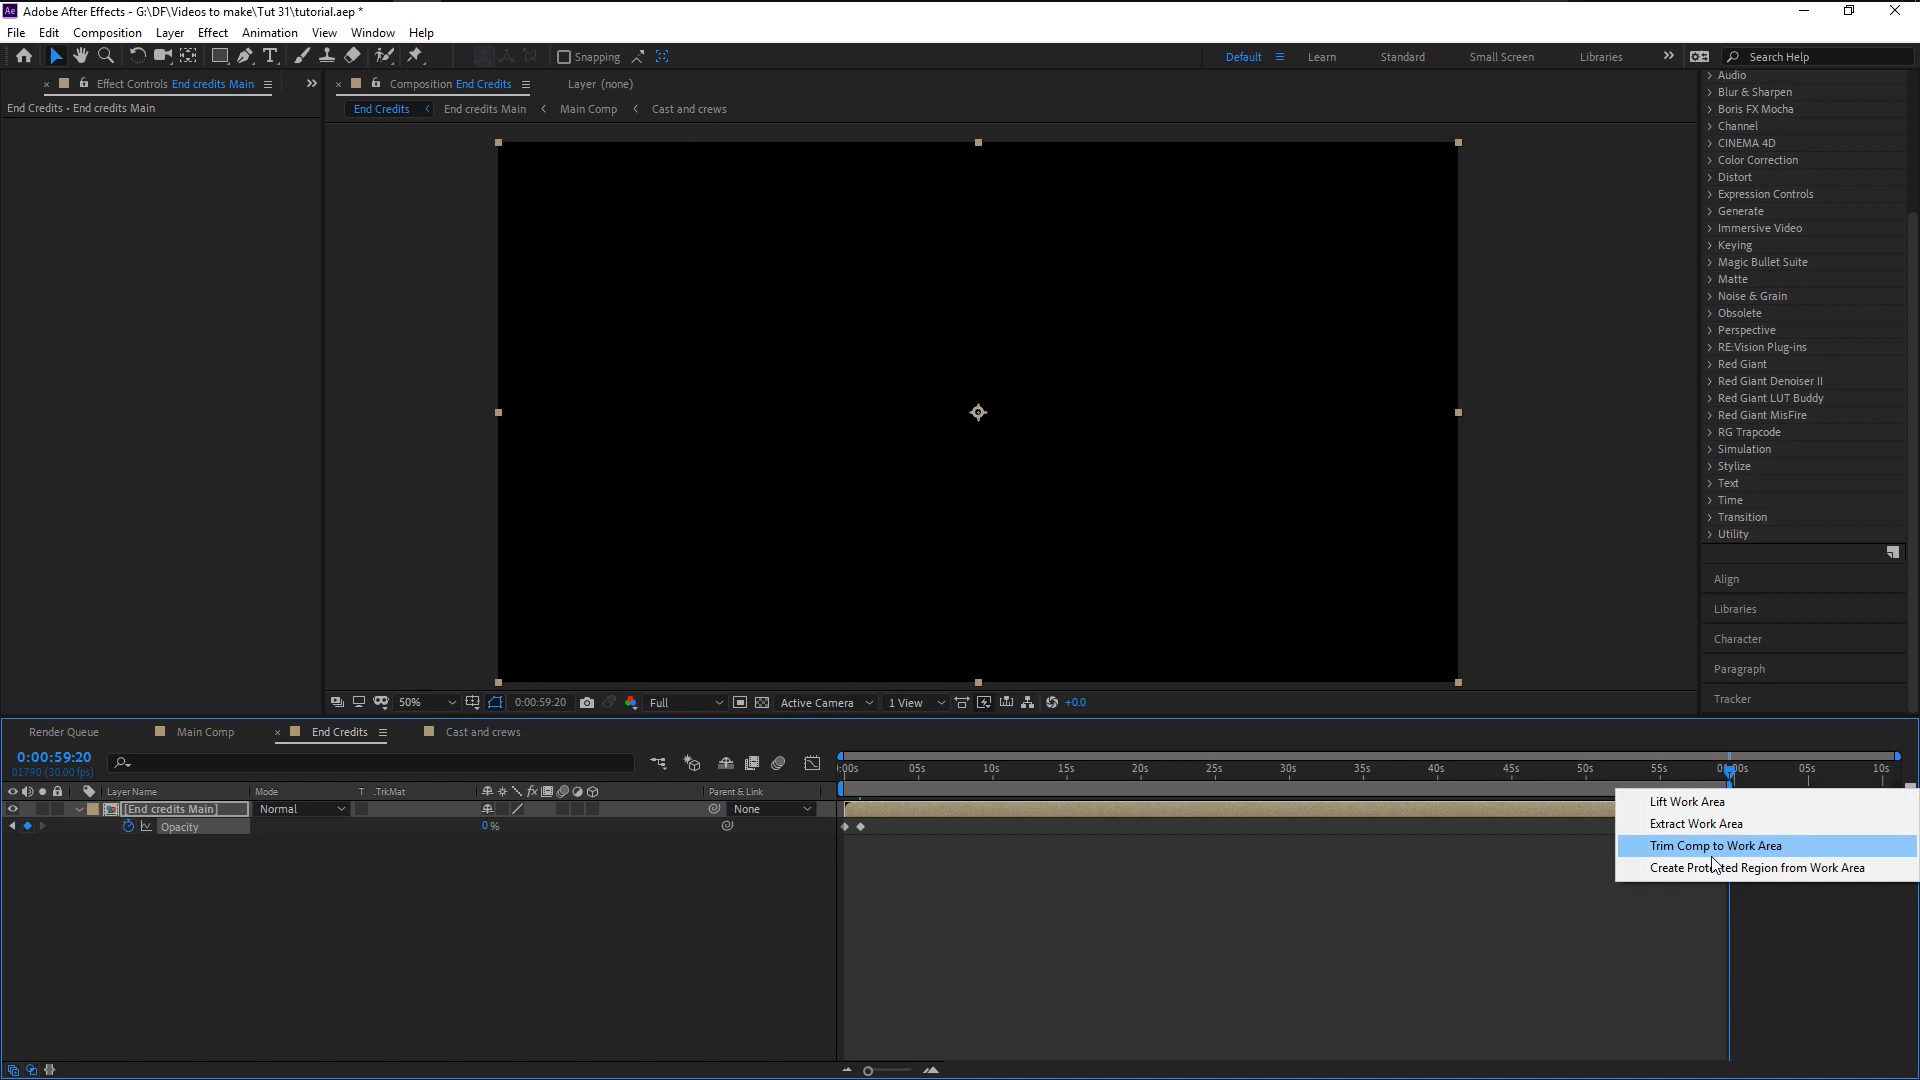 Ae Adobe After Effects - G:\DF\Videos to make\Tut 31\tutorial.aep *
File Edit Composition Layer Effect Animation View Window Help
Snapping Default Learn Standard Small Screen Libraries Search Help
Effect Controls End credits Main Composition End Credits Layer (none)
End Credits • End credits Main
End Credits End credits Main Main Comp Cast and crews
Audio
Blur & Sharpen
Boris FX Mocha
Channel
CINEMA 4D
Color Correction
Distort
Expression Controls
Generate
Immersive Video
Keying
Magic Bullet Suite
Matte
Noise & Grain
Obsolete
Perspective
RE:Vision Plug-ins
Red Giant
Red Giant Denoiser II
Red Giant LUT Buddy
Red Giant MisFire
RG Trapcode
Simulation
Stylize
Text
Time
Transition
Utility
Align
Libraries
Character
Paragraph
Tracker
50% 0:00:59:20 Full Active Camera 1 View +0.0
Render Queue Main Comp End Credits Cast and crews
0:00:59:20
01790 (30.00 fps)
:00s 05s 10s 15s 20s 25s 30s 35s 40s 45s 50s 55s 05s 10s
Layer Name Mode T .TrkMat Parent & Link
[End credits Main] Normal None
Opacity 0%
Lift Work Area
Extract Work Area
Trim Comp to Work Area
Create Protected Region from Work Area